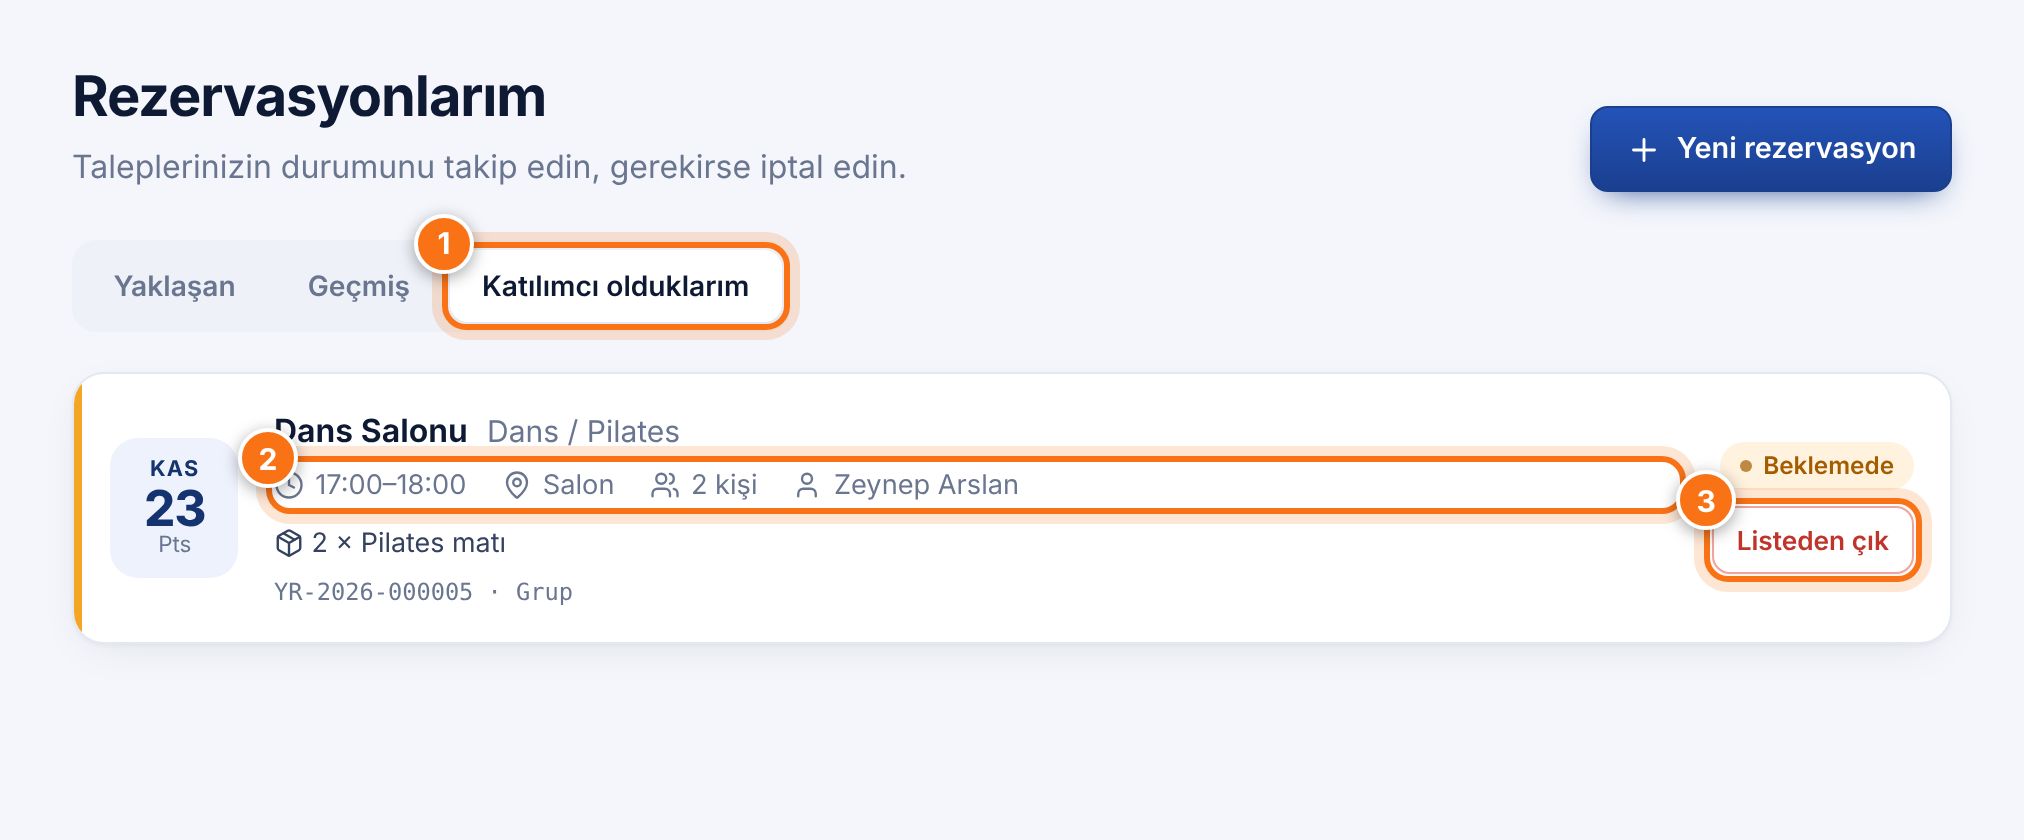 Rezervasyonlarım
Taleplerinizin durumunu takip edin, gerekirse iptal edin.
Yeni rezervasyon
1
Yaklaşan Geçmiş Katılımcı olduklarım
Dans Salonu Dans / Pilates
KAS
23
Pts
2
17:00–18:00 Salon 2 kişi Zeynep Arslan
2 × Pilates matı
YR-2026-000005 · Grup
Beklemede
3
Listeden çık